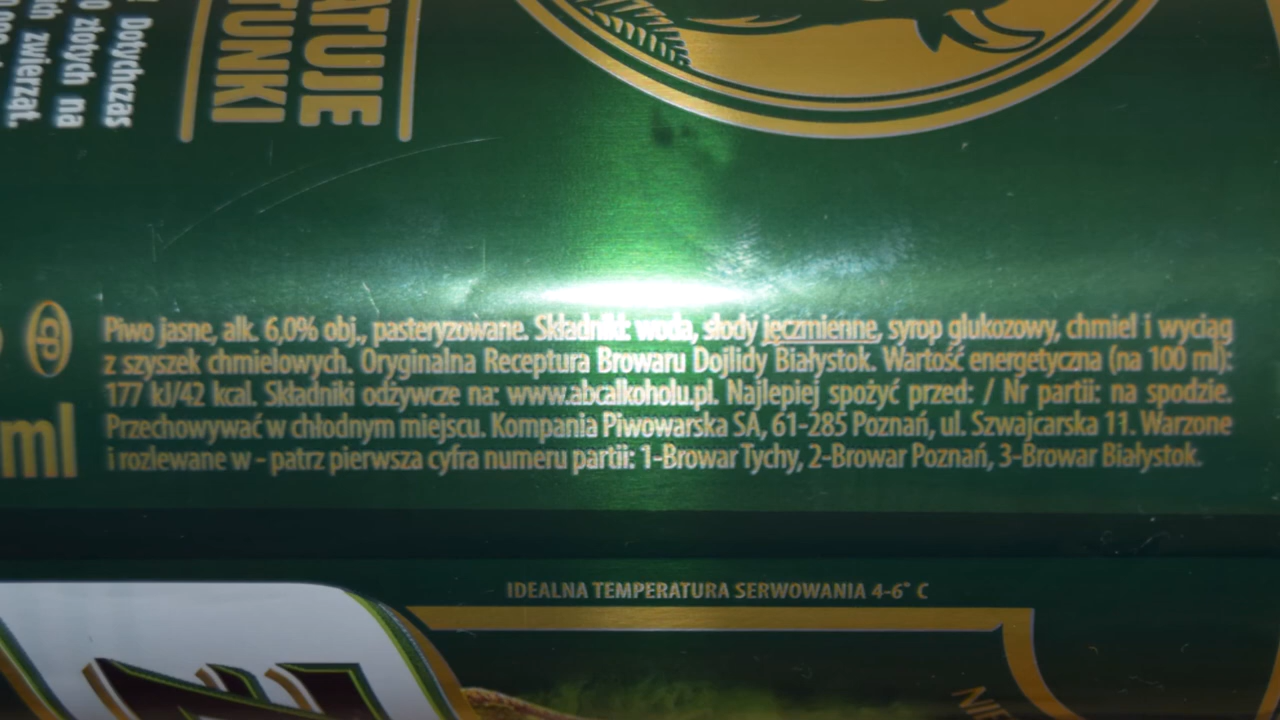 Dotychczas
0 złotych na
ich zwierząt.
ATUJE
TUNKI
Piwo jasne, alk. 6,0% obj., pasteryzowane. Składniki: woda, słody jęczmienne, syrop glukozowy, chmiel i wyciąg
z szyszek chmielowych. Oryginalna Receptura Browaru Dojlidy Białystok. Wartość energetyczna (na 100 ml):
177 kJ/42 kcal. Składniki odżywcze na: www.abcalkoholu.pl. Najlepiej spożyć przed: / Nr partii: na spodzie.
Przechowywać w chłodnym miejscu. Kompania Piwowarska SA, 61-285 Poznań, ul. Szwajcarska 11. Warzone
i rozlewane w - patrz pierwsza cyfra numeru partii: 1-Browar Tychy, 2-Browar Poznań, 3-Browar Białystok.
ml
IDEALNA TEMPERATURA SERWOWANIA 4-6° C
NIE